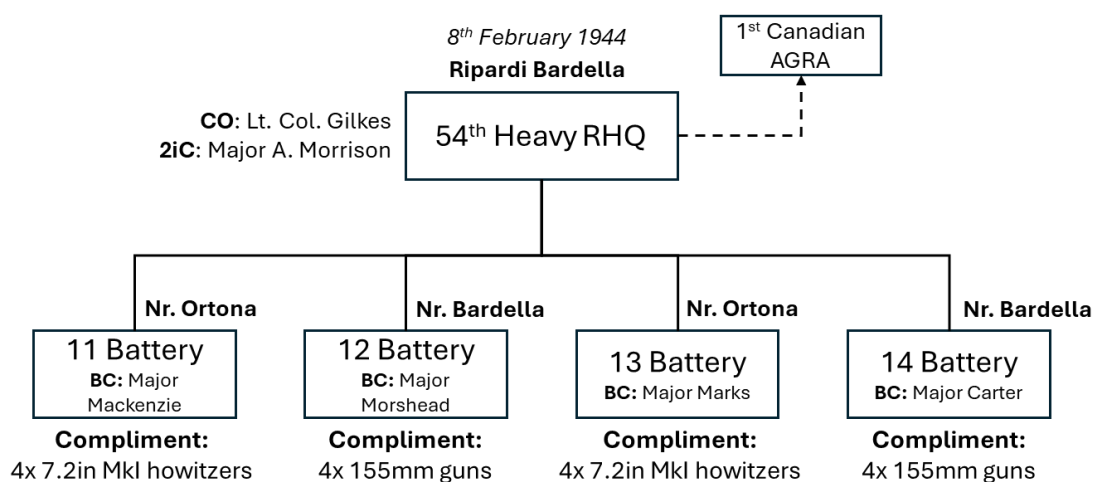 8th February 1944
Ripardi Bardella
1st Canadian
AGRA
CO: Lt. Col. Gilkes
2iC: Major A. Morrison
54th Heavy RHQ
Nr. Ortona
Nr. Bardella
Nr. Ortona
Nr. Bardella
11 Battery
BC: Major
Mackenzie
12 Battery
BC: Major
Morshead
13 Battery
BC: Major Marks
14 Battery
BC: Major Carter
Compliment:
4x 7.2in MkI howitzers
Compliment:
4x 155mm guns
Compliment:
4x 7.2in MkI howitzers
Compliment:
4x 155mm guns